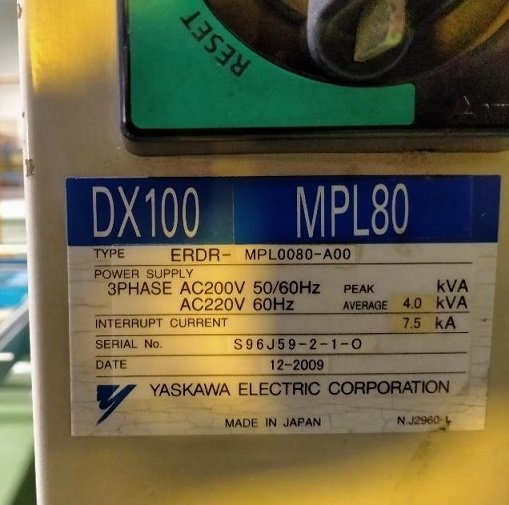 RESET
DX100 MPL80
TYPE ERDR- MPL0080-A00
POWER SUPPLY
3PHASE AC200V 50/60Hz PEAK kVA
AC220V 60Hz AVERAGE 4.0 kVA
INTERRUPT CURRENT 7.5 kA
SERIAL No. S96J59-2-1-O
DATE 12-2009
YASKAWA ELECTRIC CORPORATION
MADE IN JAPAN NJ2960-1